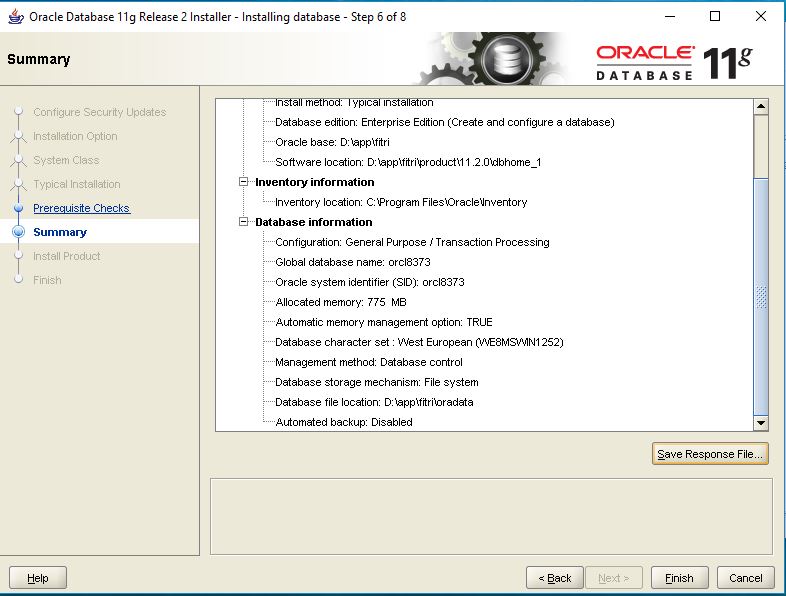 Oracle Database 11g Release 2 Installer - Installing database - Step 6 of 8
Summary
ORACLE
DATABASE
11g
Configure Security Updates
Installation Option
System Class
Typical Installation
Prerequisite Checks
Summary
Install Product
Finish
Install method: Typical installation
Database edition: Enterprise Edition (Create and configure a database)
Oracle base: D:\app\fitri
Software location: D:\app\fitri\product\11.2.0\dbhome_1
Inventory information
Inventory location: C:\Program Files\Oracle\Inventory
Database information
Configuration: General Purpose / Transaction Processing
Global database name: orcl8373
Oracle system identifier (SID): orcl8373
Allocated memory: 775 MB
Automatic memory management option: TRUE
Database character set : West European (WE8MSWIN1252)
Management method: Database control
Database storage mechanism: File system
Database file location: D:\app\fitri\oradata
Automated backup: Disabled
Save Response File...
Help
< Back
Next >
Finish
Cancel